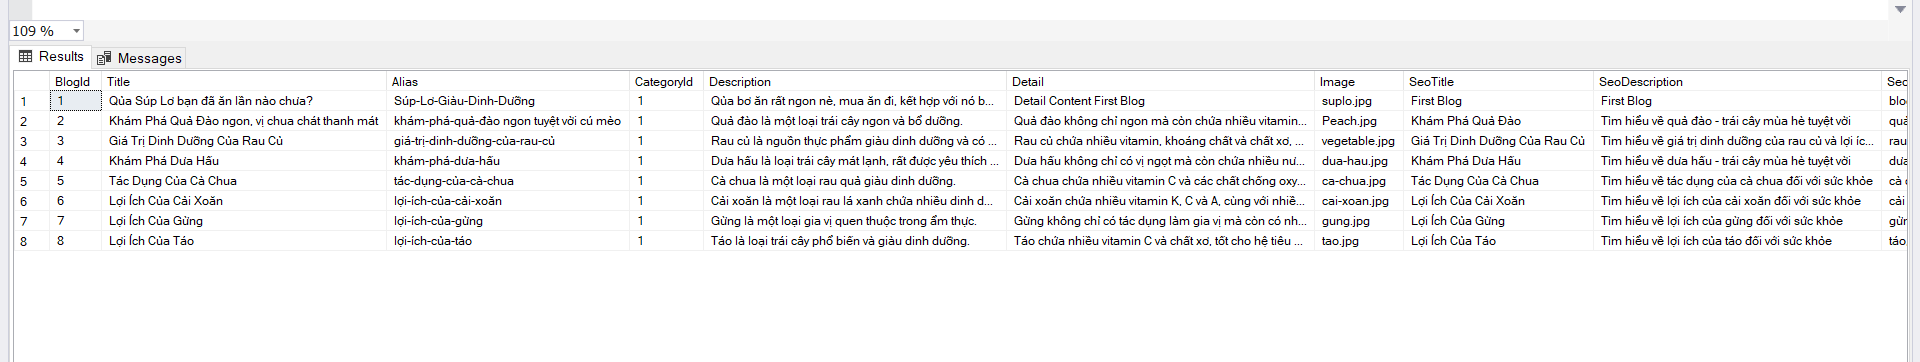 109 %
Results Messages
BlogId Title Alias CategoryId Description Detail Image SeoTitle SeoDescription Sec
1 1 Qủa Súp Lơ bạn đã ăn lần nào chưa? Súp-Lơ-Giàu-Dinh-Dưỡng 1 Qủa bơ ăn rất ngon nè, mua ăn đi, kết hợp với nó b... Detail Content First Blog suplo.jpg First Blog First Blog blo
2 2 Khám Phá Quả Đào ngon, vị chua chát thanh mát khám-phá-quả-đào ngon tuyệt vời cú mèo 1 Quả đào là một loại trái cây ngon và bổ dưỡng. Quả đào không chỉ ngon mà còn chứa nhiều vitamin... Peach.jpg Khám Phá Quả Đào Tìm hiểu về quả đào - trái cây mùa hè tuyệt vời quả
3 3 Giá Trị Dinh Dưỡng Của Rau Củ giá-trị-dinh-dưỡng-của-rau-củ 1 Rau củ là nguồn thực phẩm giàu dinh dưỡng và có ... Rau củ chứa nhiều vitamin, khoáng chất và chất xơ, ... vegetable.jpg Giá Trị Dinh Dưỡng Của Rau Củ Tìm hiểu về giá trị dinh dưỡng của rau củ và lợi íc... rau
4 4 Khám Phá Dưa Hấu khám-phá-dưa-hấu 1 Dưa hấu là loại trái cây mát lạnh, rất được yêu thích ... Dưa hấu không chỉ có vị ngọt mà còn chứa nhiều nư... dua-hau.jpg Khám Phá Dưa Hấu Tìm hiểu về dưa hấu - trái cây mùa hè tuyệt vời dưa
5 5 Tác Dụng Của Cà Chua tác-dụng-của-cà-chua 1 Cà chua là một loại rau quả giàu dinh dưỡng. Cà chua chứa nhiều vitamin C và các chất chống oxy... ca-chua.jpg Tác Dụng Của Cà Chua Tìm hiểu về tác dụng của cà chua đối với sức khỏe cà c
6 6 Lợi Ích Của Cải Xoăn lợi-ích-của-cải-xoăn 1 Cải xoăn là một loại rau lá xanh chứa nhiều dinh d... Cải xoăn chứa nhiều vitamin K, C và A, cùng với nhiề... cai-xoan.jpg Lợi Ích Của Cải Xoăn Tìm hiểu về lợi ích của cải xoăn đối với sức khỏe cải
7 7 Lợi Ích Của Gừng lợi-ích-của-gừng 1 Gừng là một loại gia vị quen thuộc trong ẩm thực. Gừng không chỉ có tác dụng làm gia vị mà còn có nh... gung.jpg Lợi Ích Của Gừng Tìm hiểu về lợi ích của gừng đối với sức khỏe gừn
8 8 Lợi Ích Của Táo lợi-ích-của-táo 1 Táo là loại trái cây phổ biến và giàu dinh dưỡng. Táo chứa nhiều vitamin C và chất xơ, tốt cho hệ tiêu ... tao.jpg Lợi Ích Của Táo Tìm hiểu về lợi ích của táo đối với sức khỏe táo